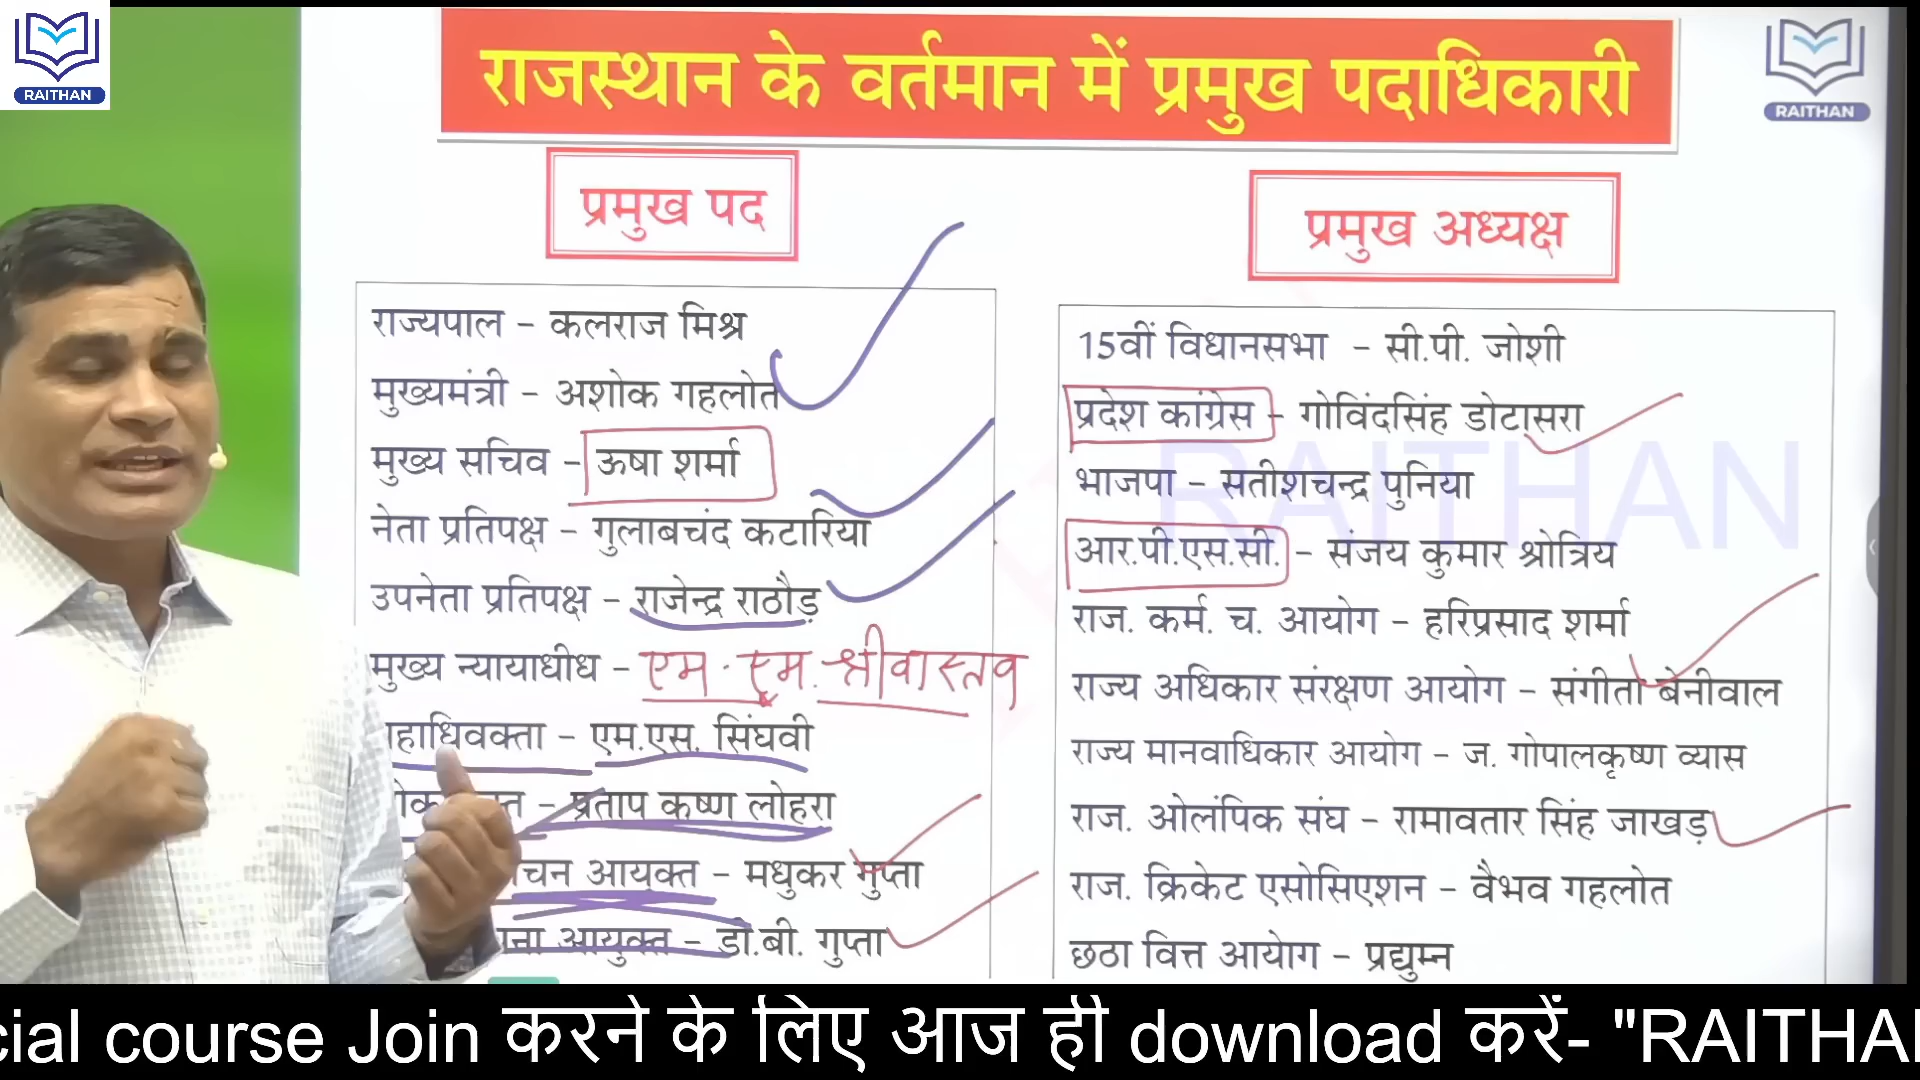 RAITHAN
राजस्थान के वर्तमान में प्रमुख पदाधिकारी
RAITHAN
प्रमुख पद
राज्यपाल – कलराज मिश्र
मुख्यमंत्री – अशोक गहलोत
मुख्य सचिव – ऊषा शर्मा
नेता प्रतिपक्ष – गुलाबचंद कटारिया
उपनेता प्रतिपक्ष – राजेन्द्र राठौड़
मुख्य न्यायाधीध – एम. एम. श्रीवास्तव
हाधिवक्ता – एम.एस. सिंघवी
– प्रताप कष्ण लोहरा
चन आयुक्त – मधुकर गुप्ता
ना आयुक्त – डी.बी. गुप्ता
प्रमुख अध्यक्ष
15वीं विधानसभा – सी.पी. जोशी
प्रदेश कांग्रेस – गोविंदसिंह डोटासरा
भाजपा – सतीशचन्द्र पुनिया
आर.पी.एस.सी. – संजय कुमार श्रोत्रिय
राज. कर्म. च. आयोग – हरिप्रसाद शर्मा
राज्य अधिकार संरक्षण आयोग – संगीता बेनीवाल
राज्य मानवाधिकार आयोग – ज. गोपालकृष्ण व्यास
राज. ओलंपिक संघ – रामावतार सिंह जाखड़
राज. क्रिकेट एसोसिएशन – वैभव गहलोत
छठा वित्त आयोग – प्रद्युम्न
RAITHAN
cial course Join करने के लिए आज ही download करें- "RAITHA